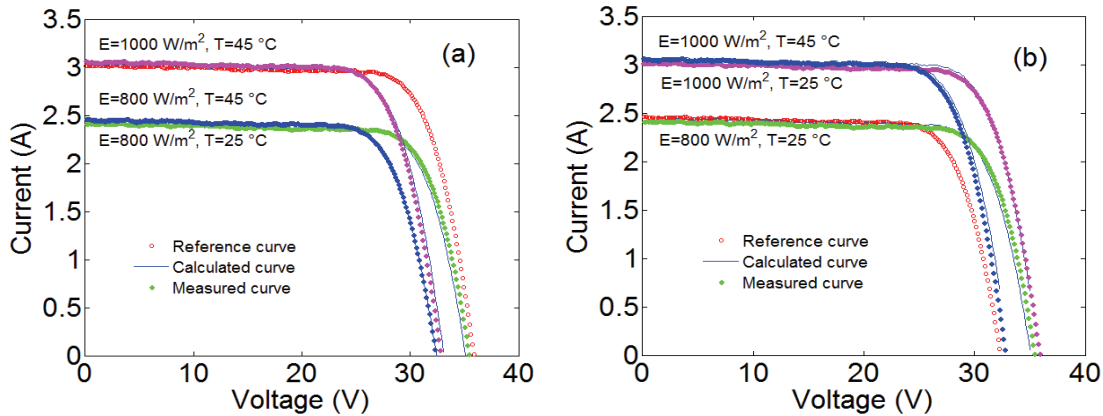 (a)
E=1000 W/m², T=45 °C
E=800 W/m², T=45 °C
E=800 W/m², T=25 °C
Reference curve
Calculated curve
Measured curve
Current (A)
3.5
3
2.5
2
1.5
1
0.5
0
0
10
20
30
40
Voltage (V)
(b)
E=1000 W/m², T=45 °C
E=1000 W/m², T=25 °C
E=800 W/m², T=25 °C
Reference curve
Calculated curve
Measured curve
Current (A)
3.5
3
2.5
2
1.5
1
0.5
0
0
10
20
30
40
Voltage (V)